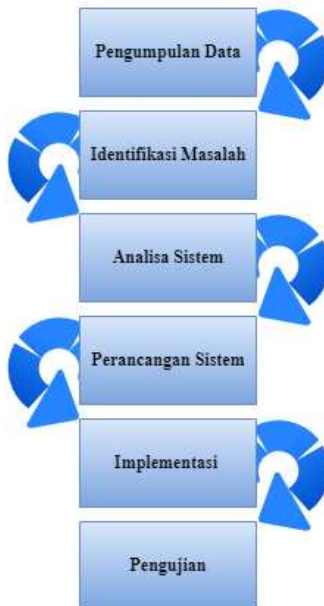 Pengumpulan Data
Identifikasi Masalah
Analisa Sistem
Perancangan Sistem
Implementasi
Pengujian